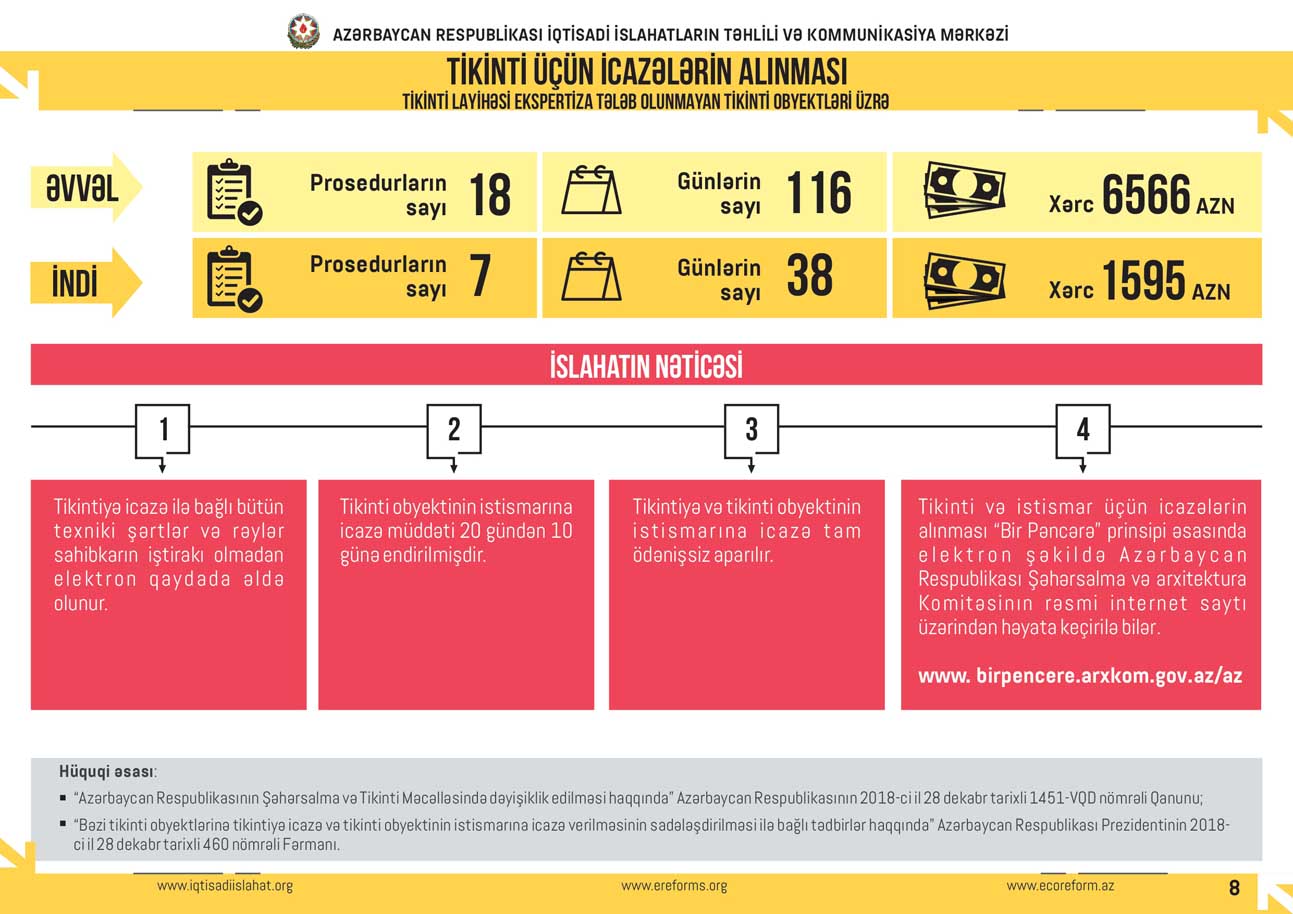 AZƏRBAYCAN RESPUBLİKASI İQTİSADİ İSLAHATLARIN TƏHLİLİ VƏ KOMMUNİKASİYA MƏRKƏZİ
TİKİNTİ ÜÇÜN İCAZƏLƏRİN ALINMASI
TİKİNTİ LAYİHƏSİ EKSPERTİZA TƏLƏB OLUNMAYAN TİKİNTİ OBYEKTLƏRİ ÜZRƏ
ƏVVƏL
Prosedurların
sayı
18
Günlərin
sayı
116
Xərc 6566 AZN
İNDİ
Prosedurların
sayı
7
Günlərin
sayı
38
Xərc 1595 AZN
İSLAHATIN NƏTİCƏSİ
1
Tikintiyə icazə ilə bağlı bütün
texniki şərtlər və rəylər
sahibkarın iştirakı olmadan
elektron qaydada əldə
olunur.
2
Tikinti obyektinin istismarına
icazə müddəti 20 gündən 10
günə endirilmişdir.
3
Tikintiyə və tikinti obyektinin
istismarına icazə tam
ödənişsiz aparılır.
4
Tikinti və istismar üçün icazələrin
alınması “Bir Pəncərə” prinsipi əsasında
elektron şəkildə Azərbaycan
Respublikası Şəhərsalma və arxitektura
Komitəsinin rəsmi internet saytı
üzərindən həyata keçirilə bilər.
www. birpencere.arxkom.gov.az/az
Hüquqi əsası:
▪ “Azərbaycan Respublikasının Şəhərsalma və Tikinti Məcəlləsində dəyişiklik edilməsi haqqında” Azərbaycan Respublikasının 2018-ci il 28 dekabr tarixli 1451-VQD nömrəli Qanunu;
▪ “Bəzi tikinti obyektlərinə tikintiyə icazə və tikinti obyektinin istismarına icazə verilməsinin sadələşdirilməsi ilə bağlı tədbirlər haqqında” Azərbaycan Respublikası Prezidentinin 2018-
ci il 28 dekabr tarixli 460 nömrəli Fərmanı.
www.iqtisadiislahat.org
www.ereforms.org
www.ecoreform.az
8